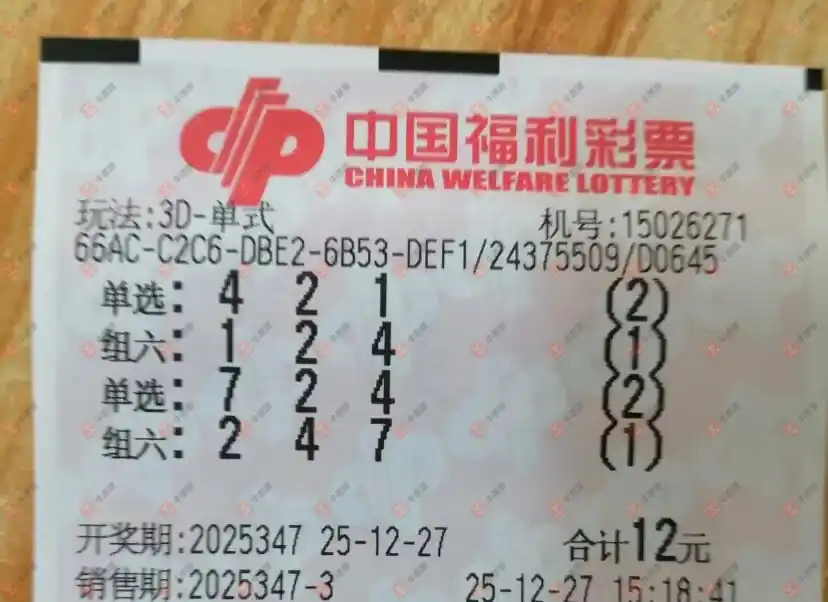 中国福利彩票
CHINA WELFARE LOTTERY
玩法:3D-单式 机号:15026271
66AC-C2C6-DBE2-6B53-DEF1/24375509/D0645
单选: 4 2 1 (2)
组六: 1 2 4 (1)
单选: 7 2 4 (2)
组六: 2 4 7 (1)
开奖期:2025347 25-12-27 合计12元
销售期:2025347-3 25-12-27 15:18:41